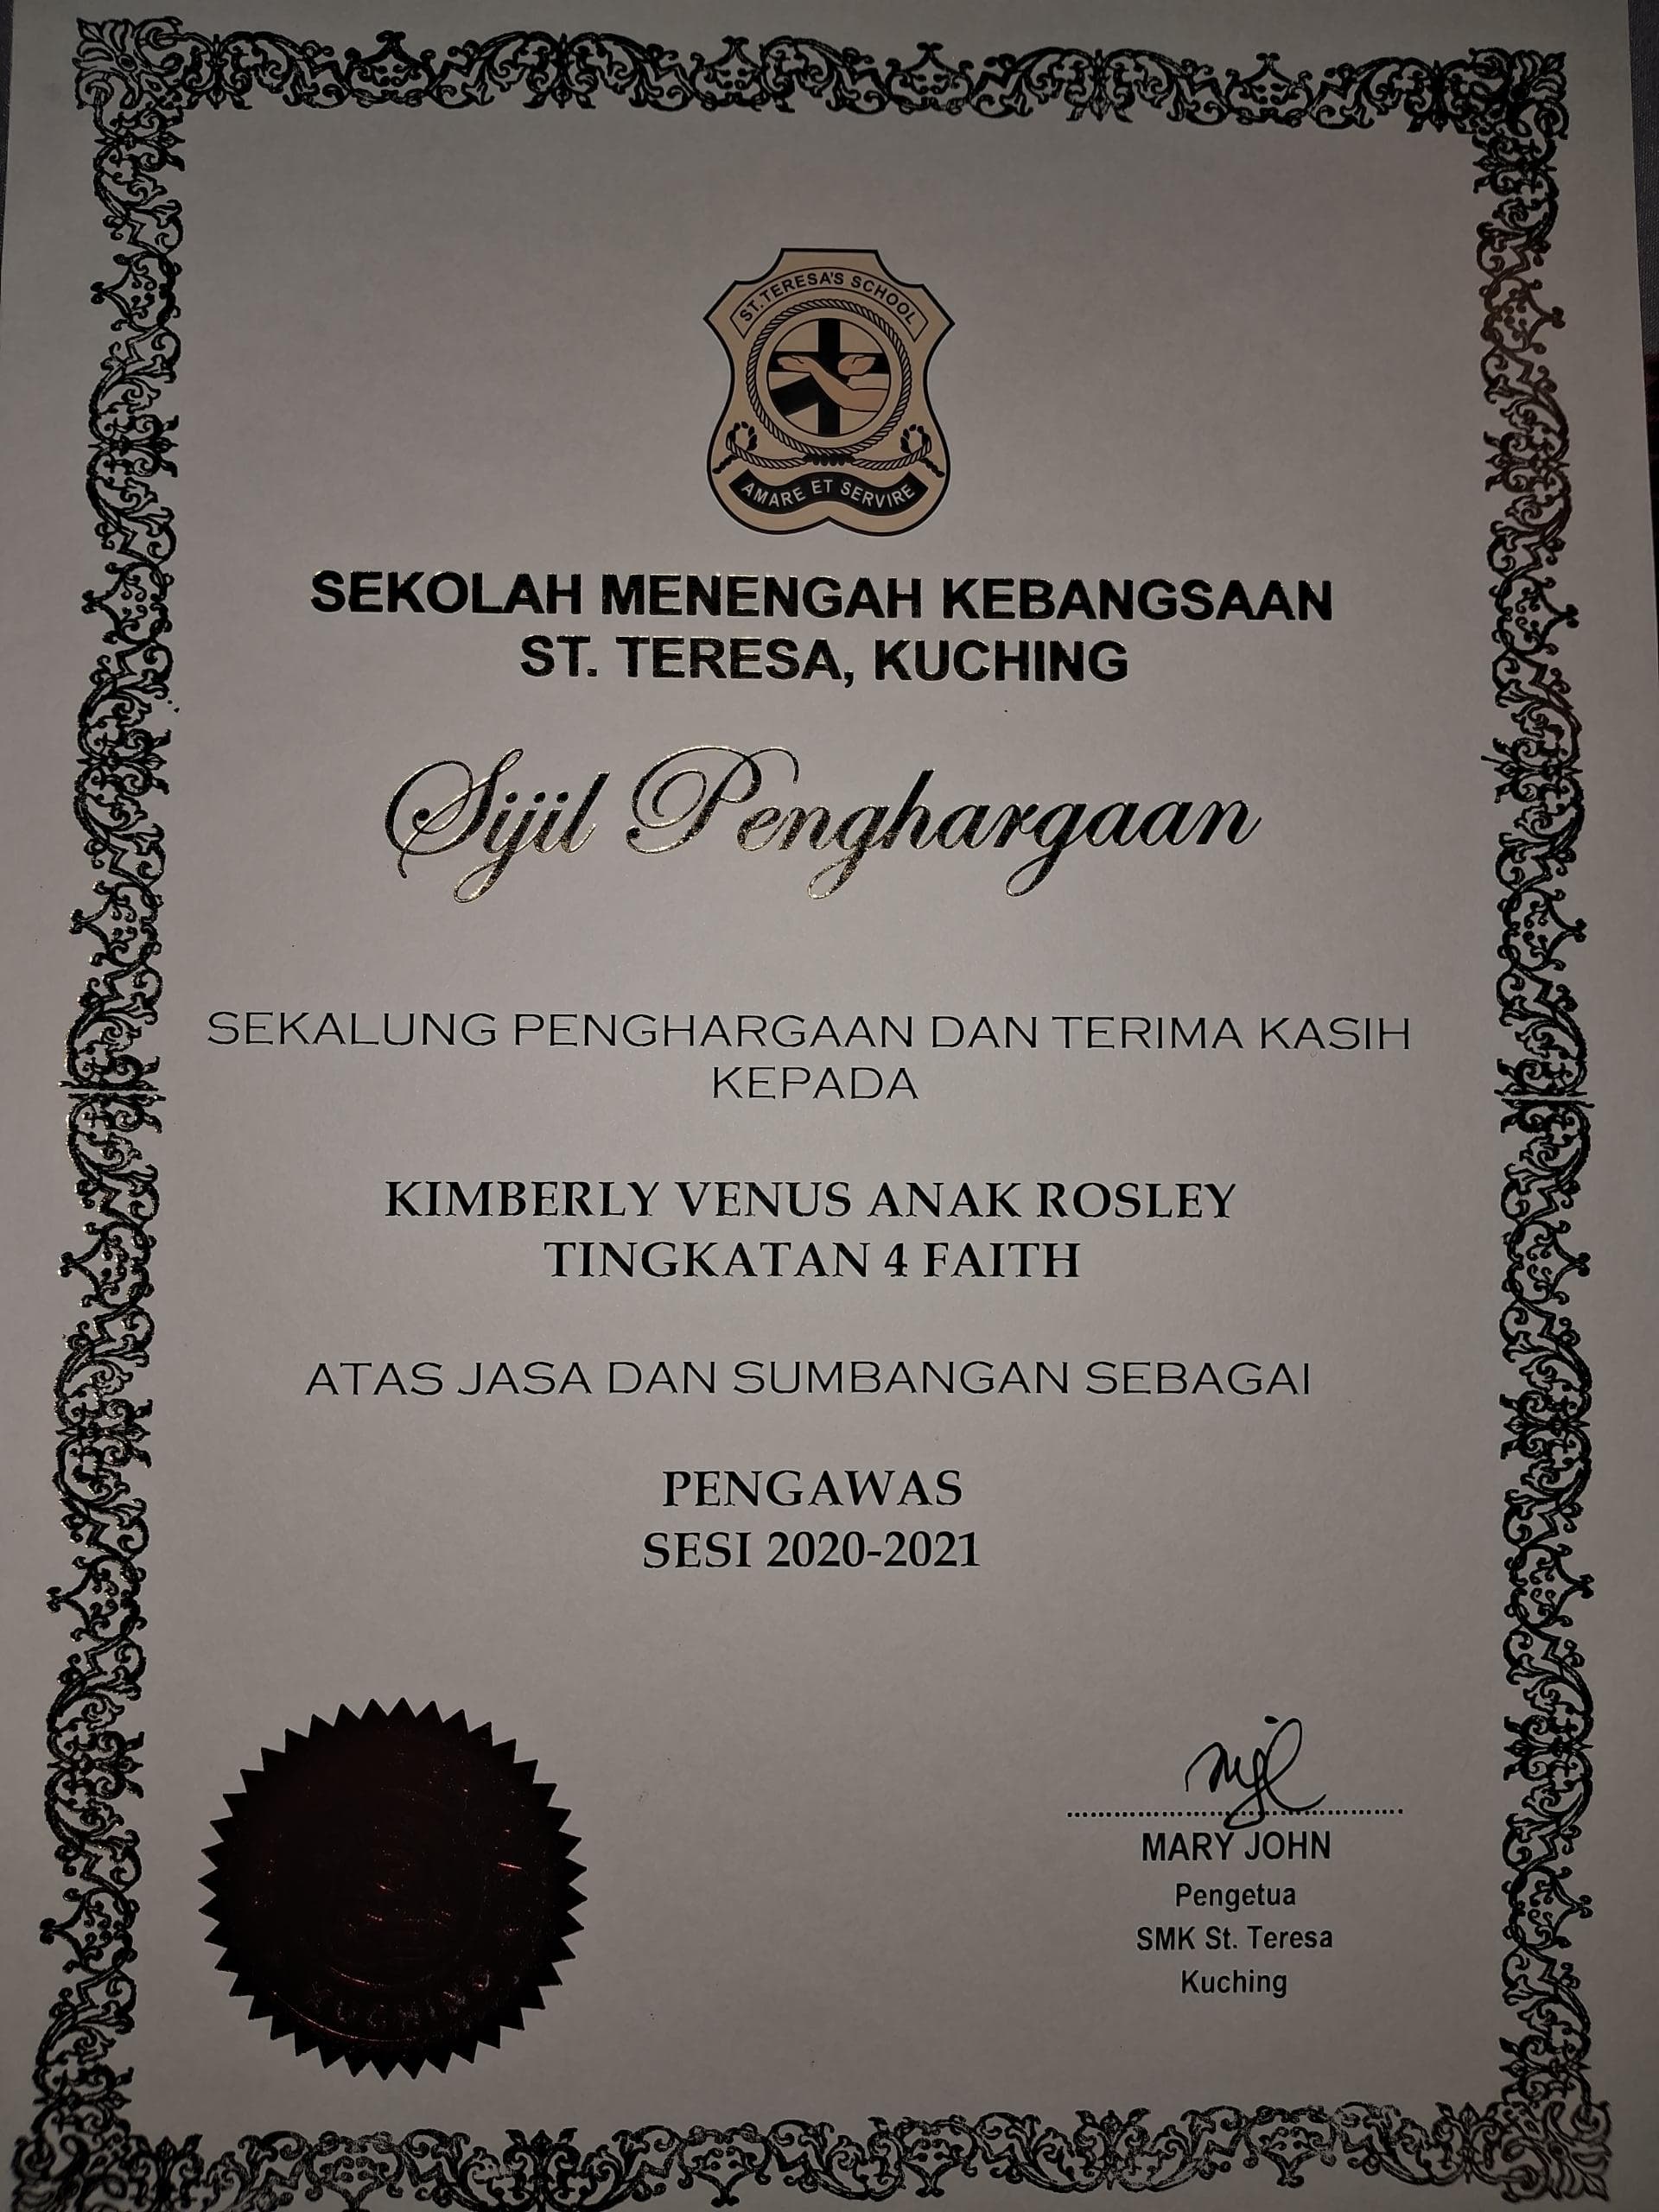 ST. TERESA'S SCHOOL
AMARE ET SERVIRE
SEKOLAH MENENGAH KEBANGSAAN
ST. TERESA, KUCHING
Sijil Penghargaan
SEKALUNG PENGHARGAAN DAN TERIMA KASIH
KEPADA
KIMBERLY VENUS ANAK ROSLEY
TINGKATAN 4 FAITH
ATAS JASA DAN SUMBANGAN SEBAGAI
PENGAWAS
SESI 2020-2021
MARY JOHN
Pengetua
SMK St. Teresa
Kuching
KUCHING